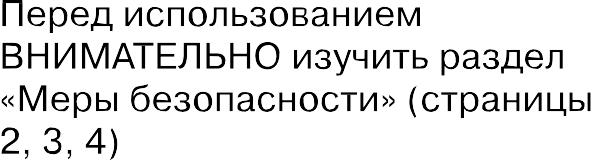 Перед использованием
ВНИМАТЕЛЬНО изучить раздел
«Меры безопасности» (страницы
2, 3, 4)